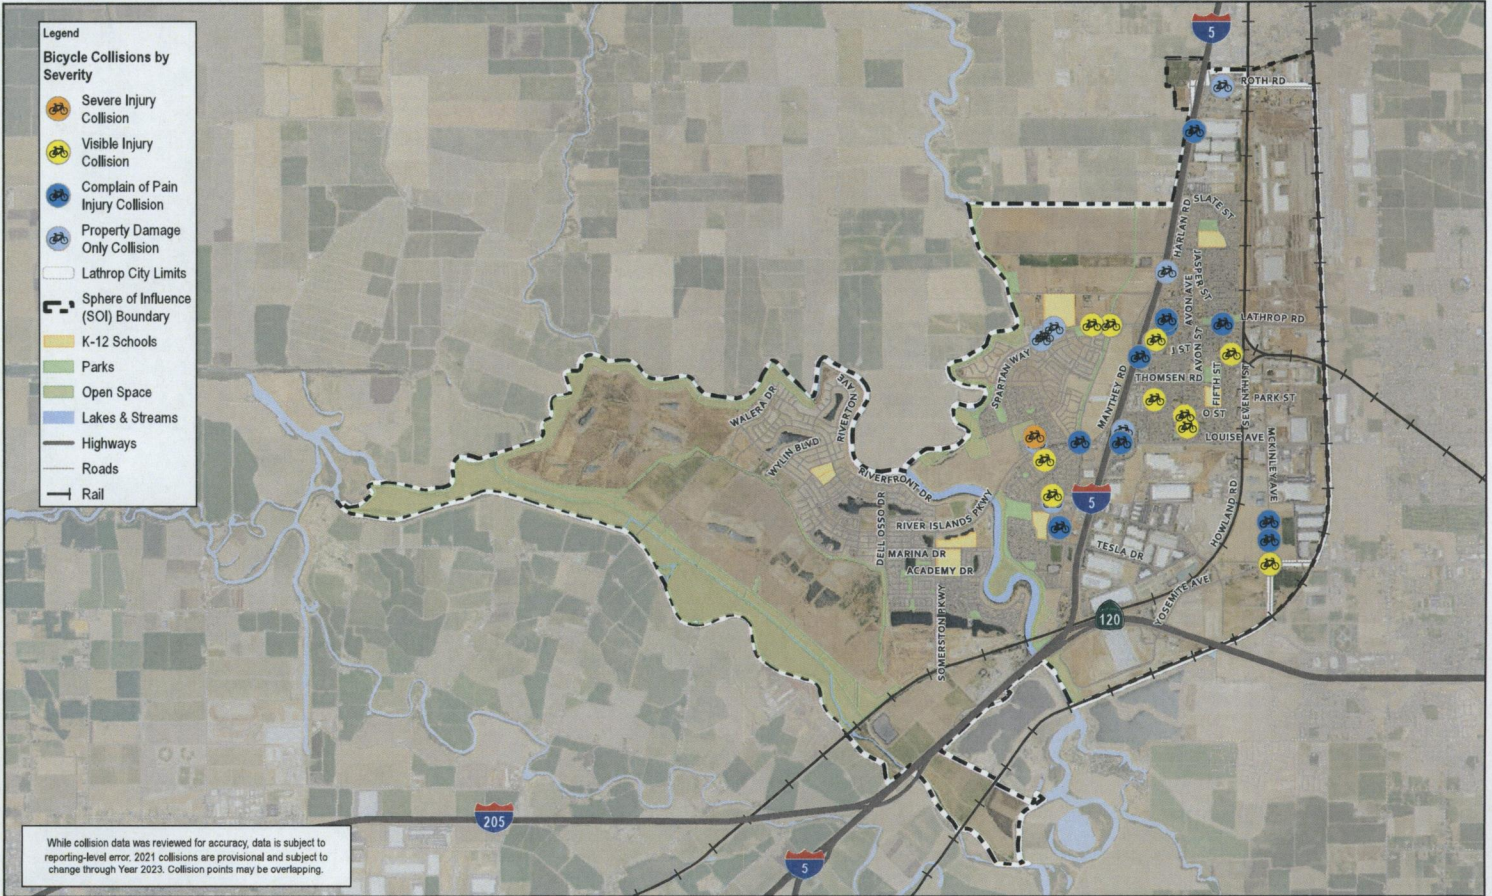 Legend
Bicycle Collisions by
Severity
Severe Injury
Collision
Visible Injury
Collision
Complain of Pain
Injury Collision
Property Damage
Only Collision
Lathrop City Limits
Sphere of Influence
(SOI) Boundary
K-12 Schools
Parks
Open Space
Lakes & Streams
Highways
Roads
Rail
5
ROTH RD
SLATE ST
HARLAN RD
JASPER ST
AVON AVE
LATHROP RD
J ST
AVON ST
SPARTAN WAY
MANTHEY RD
THOMSEN RD
FIFTH ST
SEVENTH ST
PARK ST
O ST
LOUISE AVE
MCKINLEY AVE
WALERA DR
RIVERTON AVE
WYLIN BLVD
RIVERFRONT DR
DELL OSSO DR
RIVER ISLANDS PKWY
5
HOWLAND RD
MARINA DR
ACADEMY DR
TESLA DR
YOSEMITE AVE
SOMERSTON PKWY
120
205
5
While collision data was reviewed for accuracy, data is subject to
reporting-level error. 2021 collisions are provisional and subject to
change through Year 2023. Collision points may be overlapping.